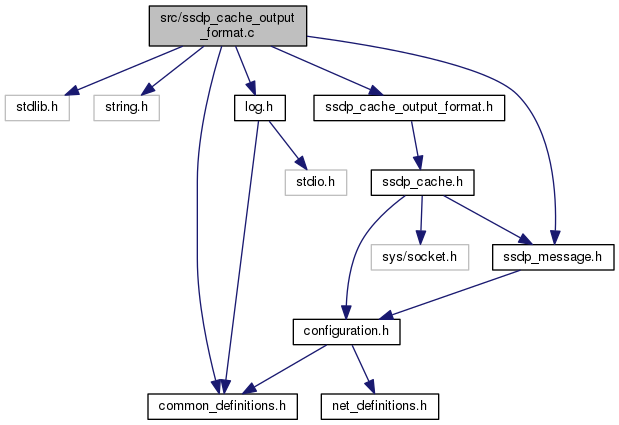 src/ssdp_cache_output
_format.c
stdlib.h
string.h
log.h
ssdp_cache_output_format.h
stdio.h
ssdp_cache.h
sys/socket.h
ssdp_message.h
configuration.h
common_definitions.h
net_definitions.h